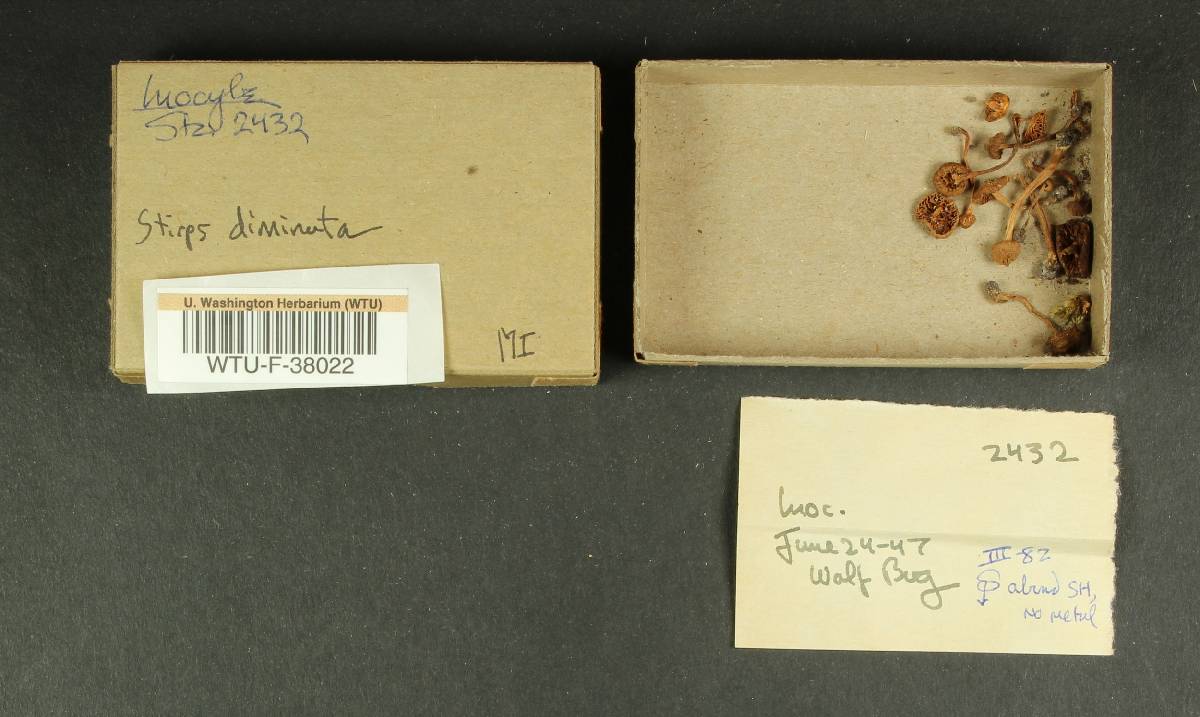 Inocybe
Stz. 2432
Stirps diminuta
U. Washington Herbarium (WTU)
WTU-F-38022
MI
2432
Inoc.
June 24-47
Wolf Bog
III-82
abund SH,
NO metul